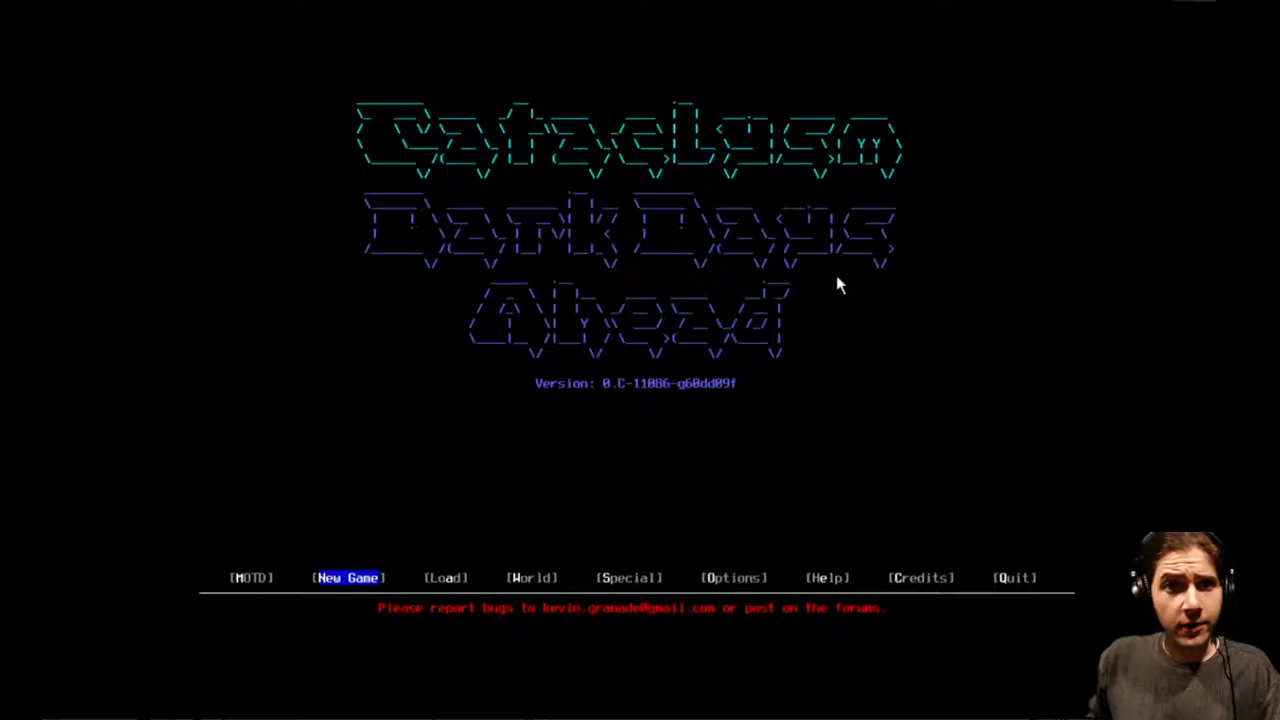 Cataclysm
Dark Days
Ahead
Version: 0.C-11086-g60dd09f
[MOTD] [New Game] [Load] [World] [Special] [Options] [Help] [Credits] [Quit]
Please report bugs to kevin.granade@gmail.com or post on the forums.